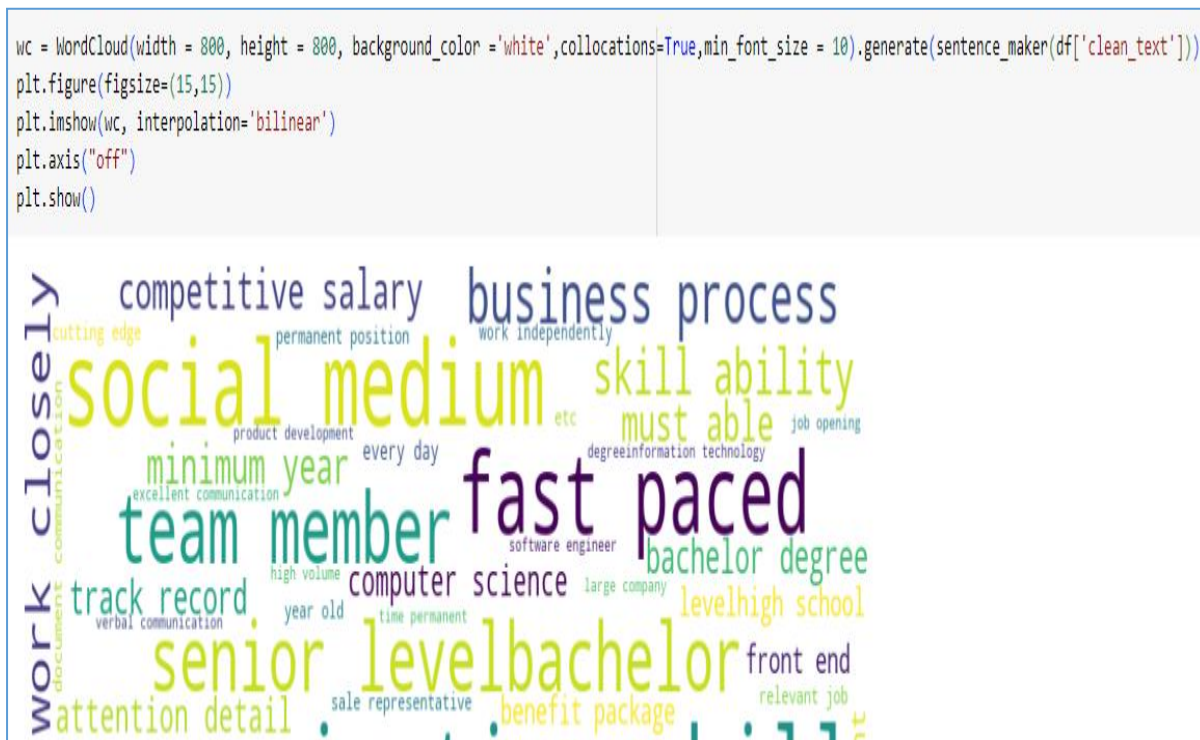 wc = WordCloud(width = 800, height = 800, background_color ='white',collocations=True,min_font_size = 10).generate(sentence_maker(df['clean_text']))
plt.figure(figsize=(15,15))
plt.imshow(wc, interpolation='bilinear')
plt.axis("off")
plt.show()
work closely
competitive salary
business process
cutting edge
permanent position
work independently
social medium
skill ability
document communication
etc
must able
job opening
product development
every day
degreeinformation technology
minimum year
fast paced
excellent communication
team member
software engineer
bachelor degree
high volume
computer science
large company
track record
levelhigh school
year old
time permanent
verbal communication
senior levelbachelor
front end
relevant job
attention detail
sale representative
benefit package